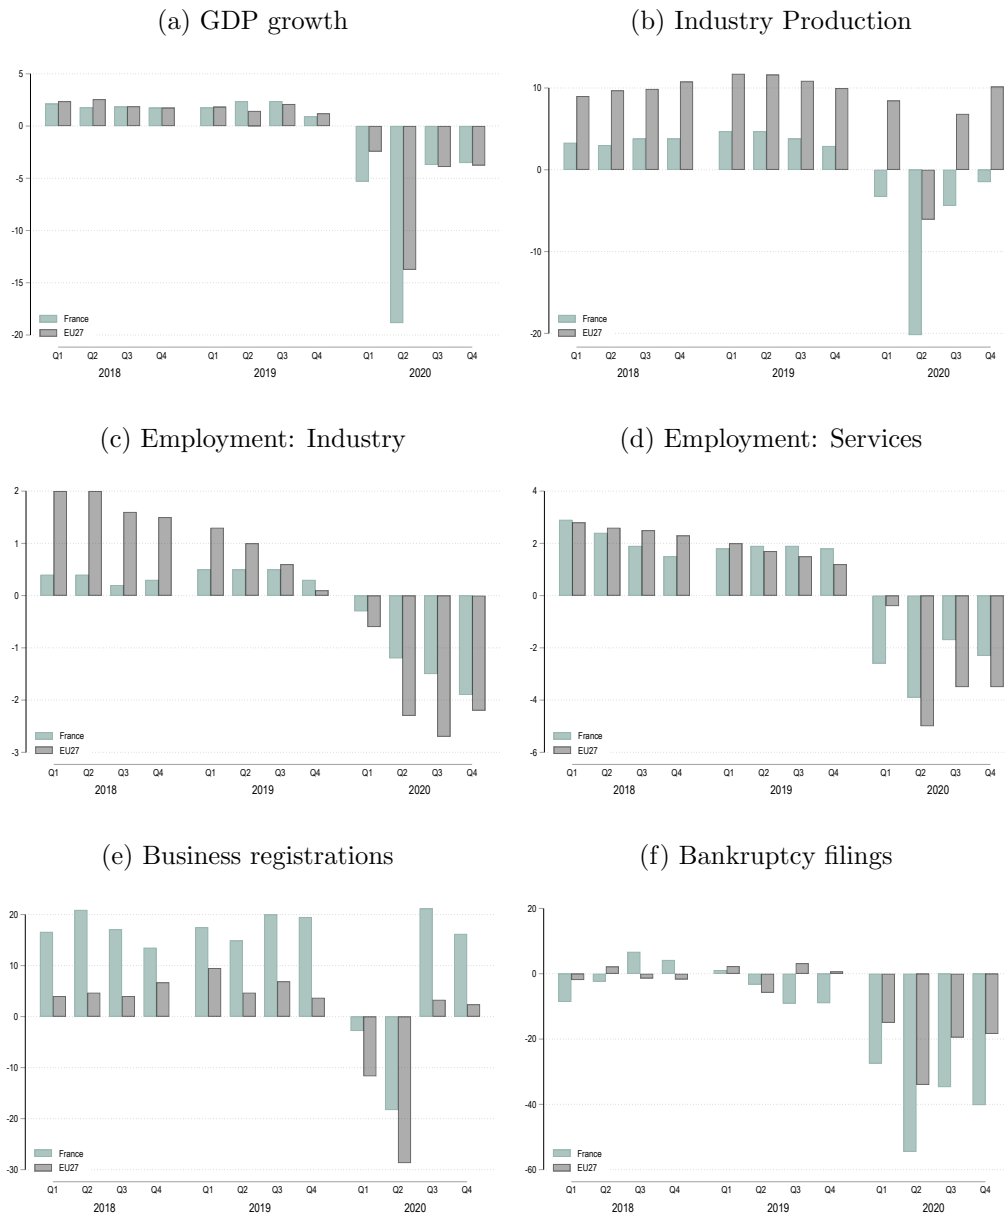 (a) GDP growth
5
0
-5
-10
-15
-20
France
EU27
Q1 Q2 Q3 Q4 Q1 Q2 Q3 Q4 Q1 Q2 Q3 Q4
2018 2019 2020
(b) Industry Production
10
0
-10
-20
France
EU27
Q1 Q2 Q3 Q4 Q1 Q2 Q3 Q4 Q1 Q2 Q3 Q4
2018 2019 2020
(c) Employment: Industry
2
1
0
-1
-2
-3
France
EU27
Q1 Q2 Q3 Q4 Q1 Q2 Q3 Q4 Q1 Q2 Q3 Q4
2018 2019 2020
(d) Employment: Services
4
2
0
-2
-4
-6
France
EU27
Q1 Q2 Q3 Q4 Q1 Q2 Q3 Q4 Q1 Q2 Q3 Q4
2018 2019 2020
(e) Business registrations
20
10
0
-10
-20
-30
France
EU27
Q1 Q2 Q3 Q4 Q1 Q2 Q3 Q4 Q1 Q2 Q3 Q4
2018 2019 2020
(f) Bankruptcy filings
20
0
-20
-40
-60
France
EU27
Q1 Q2 Q3 Q4 Q1 Q2 Q3 Q4 Q1 Q2 Q3 Q4
2018 2019 2020